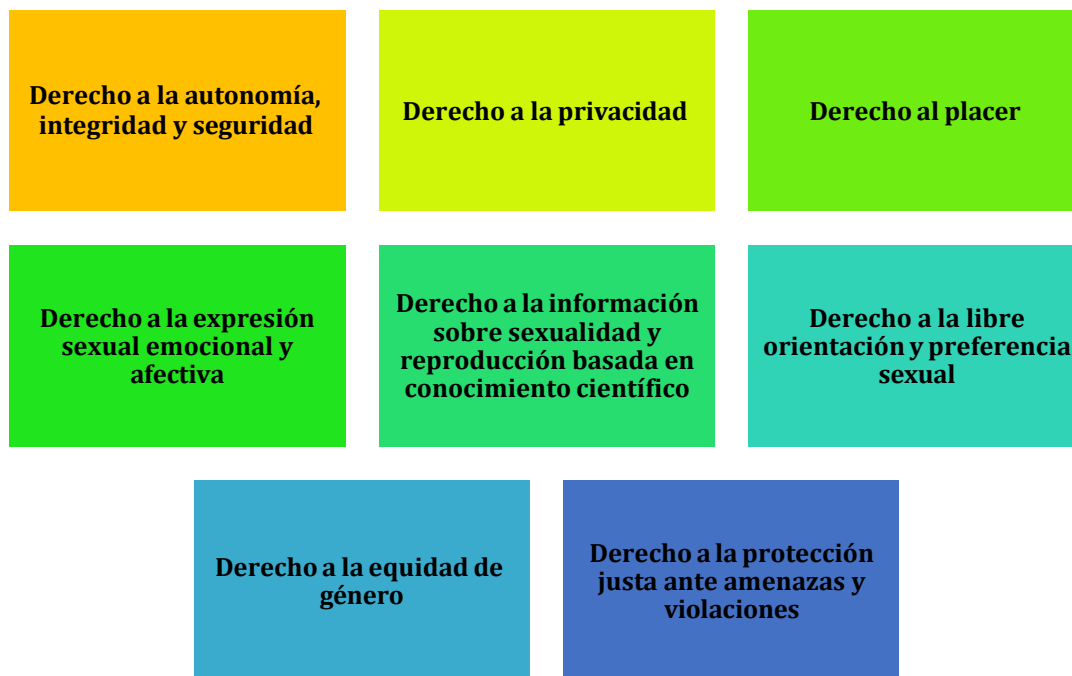 Derecho a la autonomía,
integridad y seguridad
Derecho a la privacidad
Derecho al placer
Derecho a la expresión
sexual emocional y
afectiva
Derecho a la información
sobre sexualidad y
reproducción basada en
conocimiento científico
Derecho a la libre
orientación y preferencia
sexual
Derecho a la equidad de
género
Derecho a la protección
justa ante amenazas y
violaciones